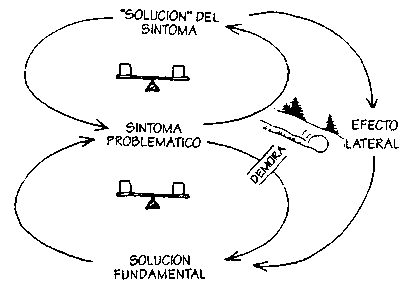 "SOLUCION" DEL
SINTOMA
SINTOMA
PROBLEMATICO
EFECTO
LATERAL
DEMORA
SOLUCION
FUNDAMENTAL